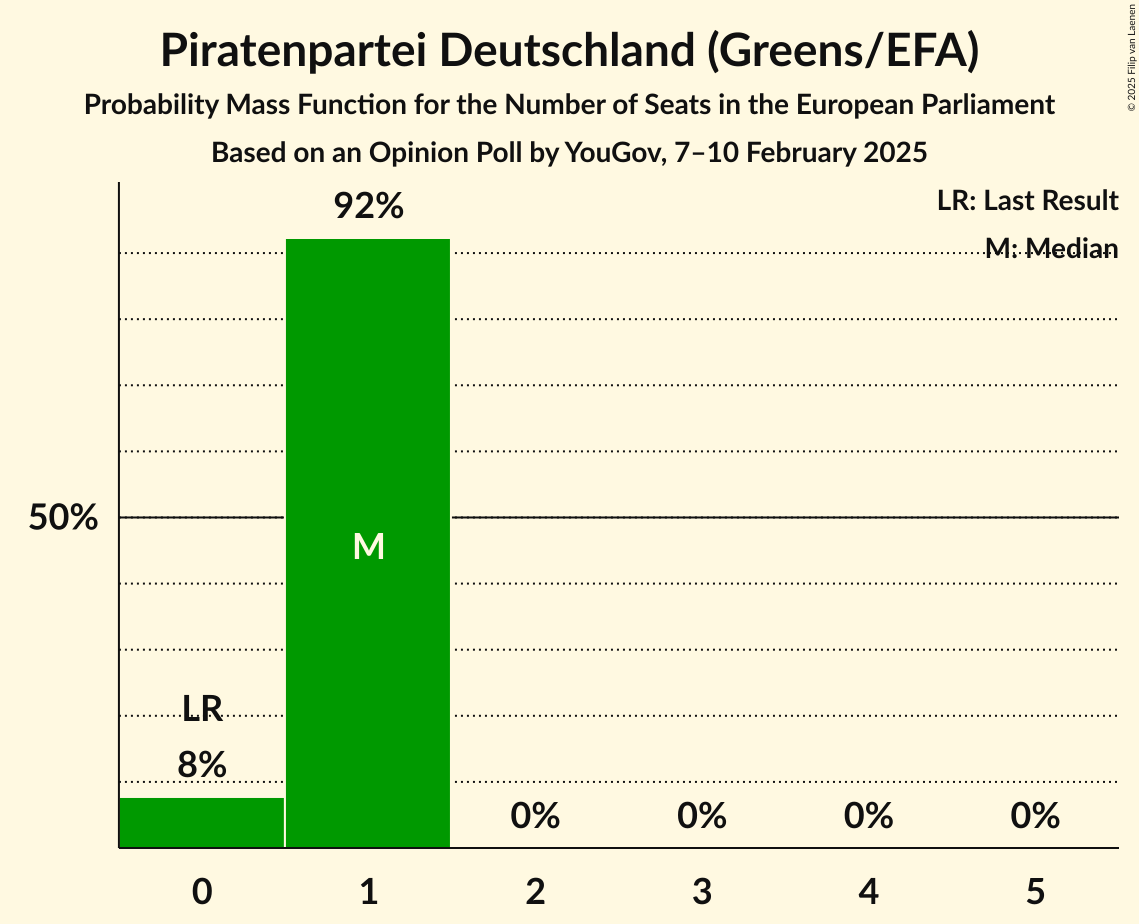 Piratenpartei Deutschland (Greens/EFA)
Probability Mass Function for the Number of Seats in the European Parliament
Based on an Opinion Poll by YouGov, 7–10 February 2025
© 2025 Filip van Laenen
LR: Last Result
M: Median
92%
50%
M
LR
8%
0% 0% 0% 0%
0 1 2 3 4 5